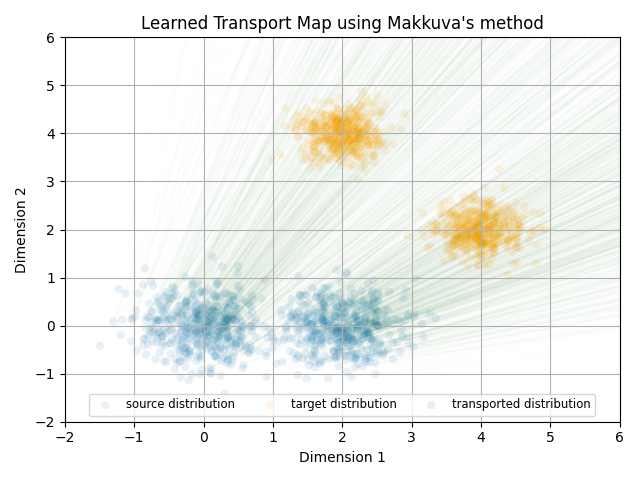 Learned Transport Map using Makkuva's method
6
5
4
3
2
1
0
−1
−2
Dimension 2
source distribution target distribution transported distribution
−2 −1 0 1 2 3 4 5 6
Dimension 1